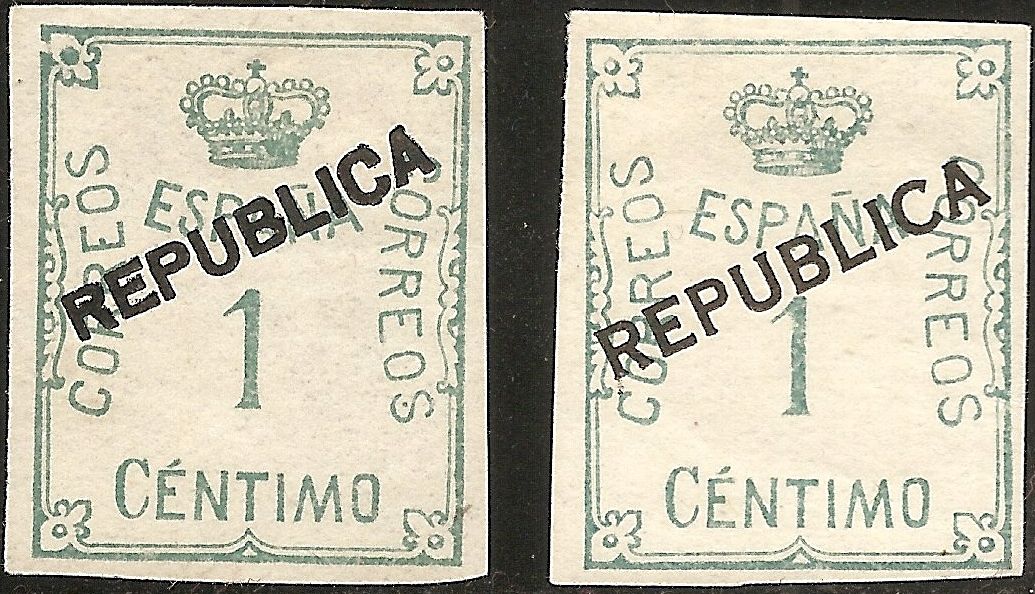 CORREOS
ESPAÑA
CORREOS
REPUBLICA
1
CÉNTIMO
CORREOS
ESPAÑA
CORREOS
REPUBLICA
1
CÉNTIMO